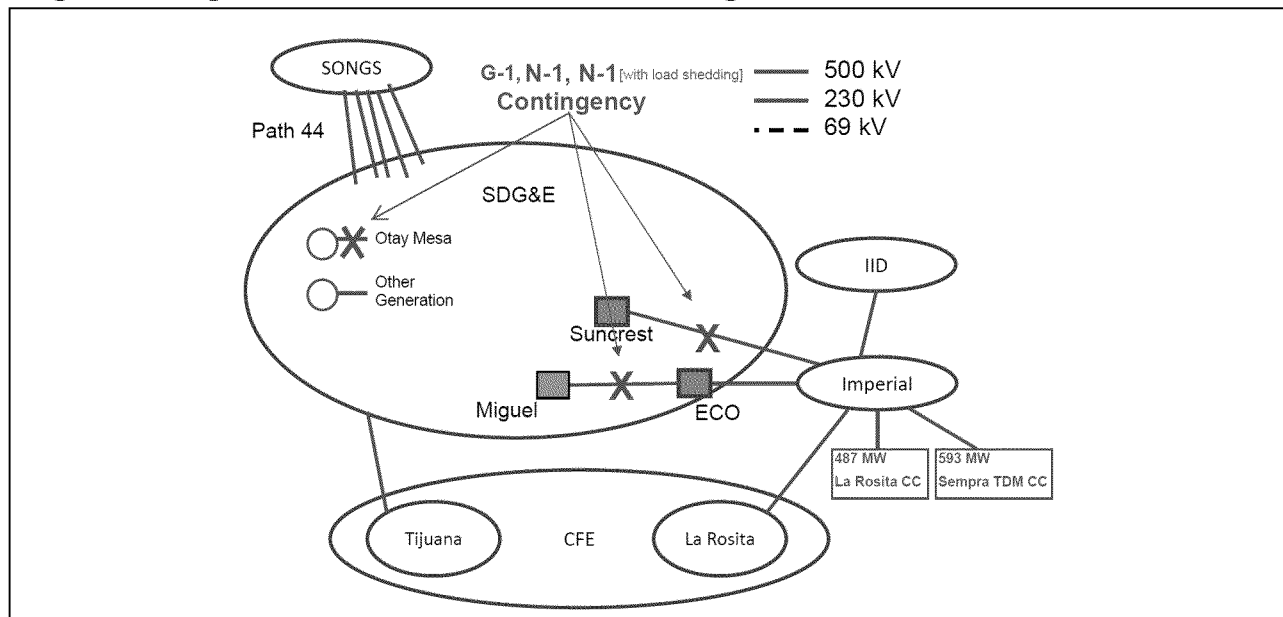 SONGS
G-1, N-1, N-1 [with load shedding]
Contingency
500 kV
230 kV
69 kV
Path 44
SDG&E
Otay Mesa
Other
Generation
IID
Suncrest
Imperial
Miguel
ECO
487 MW
La Rosita CC
593 MW
Sempra TDM CC
Tijuana
CFE
La Rosita